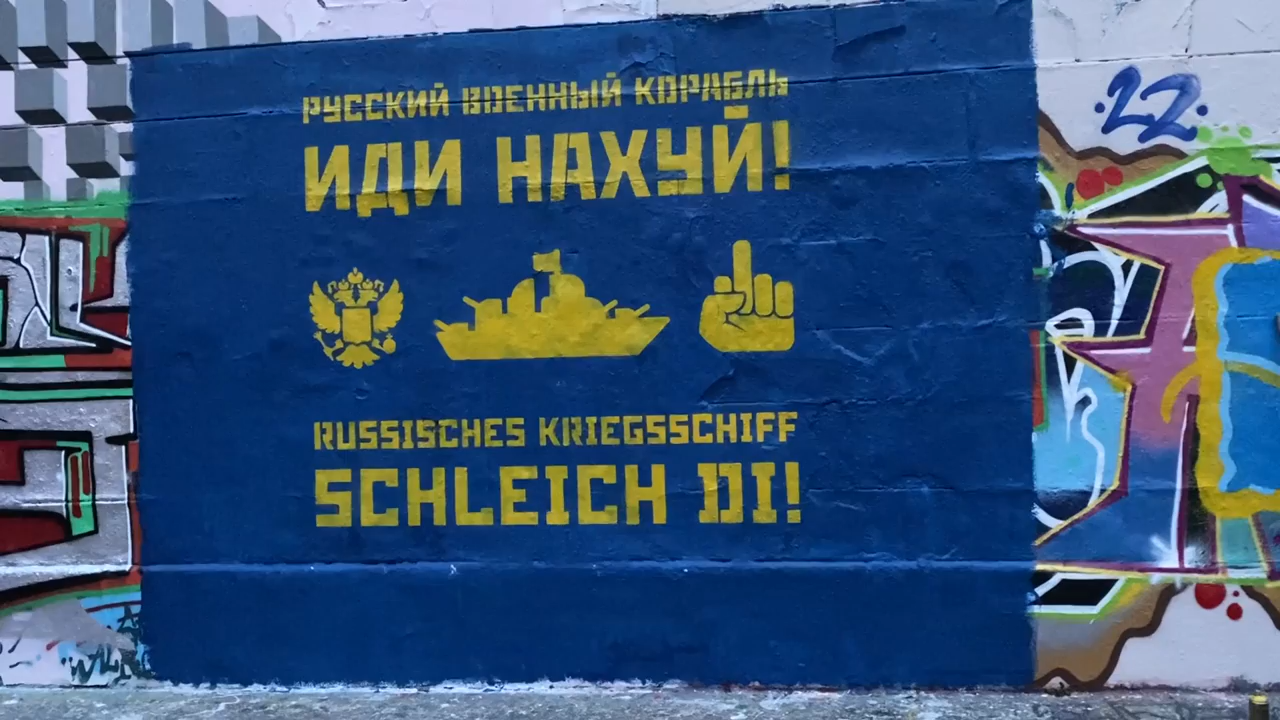 РУССКИЙ ВОЕННЫЙ КОРАБЛЬ
ИДИ НАХУЙ!
RUSSISCHES KRIEGSSCHIFF
SCHLEICH DI!
22